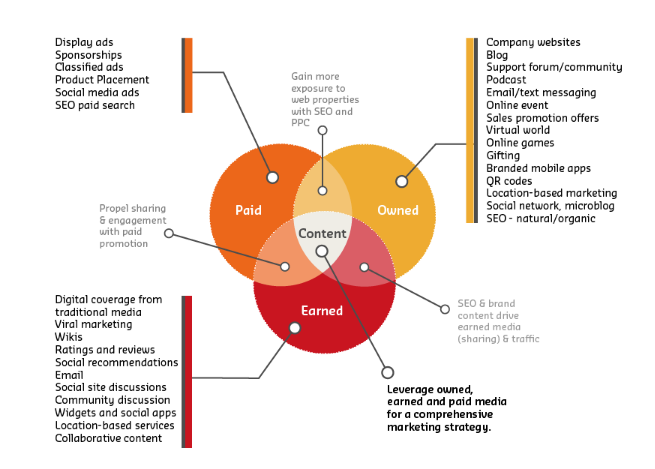 Display ads
Sponsorships
Classified ads
Product Placement
Social media ads
SEO paid search
Gain more
exposure to
web properties
with SEO and
PPC
Company websites
Blog
Support forum/community
Podcast
Email/text messaging
Online event
Sales promotion offers
Virtual world
Online games
Gifting
Branded mobile apps
QR codes
Location-based marketing
Social network, microblog
SEO - natural/organic
Propel sharing
& engagement
with paid
promotion
Paid
Owned
Content
Earned
Digital coverage from
traditional media
Viral marketing
Wikis
Ratings and reviews
Social recommendations
Email
Social site discussions
Community discussion
Widgets and social apps
Location-based services
Collaborative content
SEO & brand
content drive
earned media
(sharing) & traffic
Leverage owned,
earned and paid media
for a comprehensive
marketing strategy.